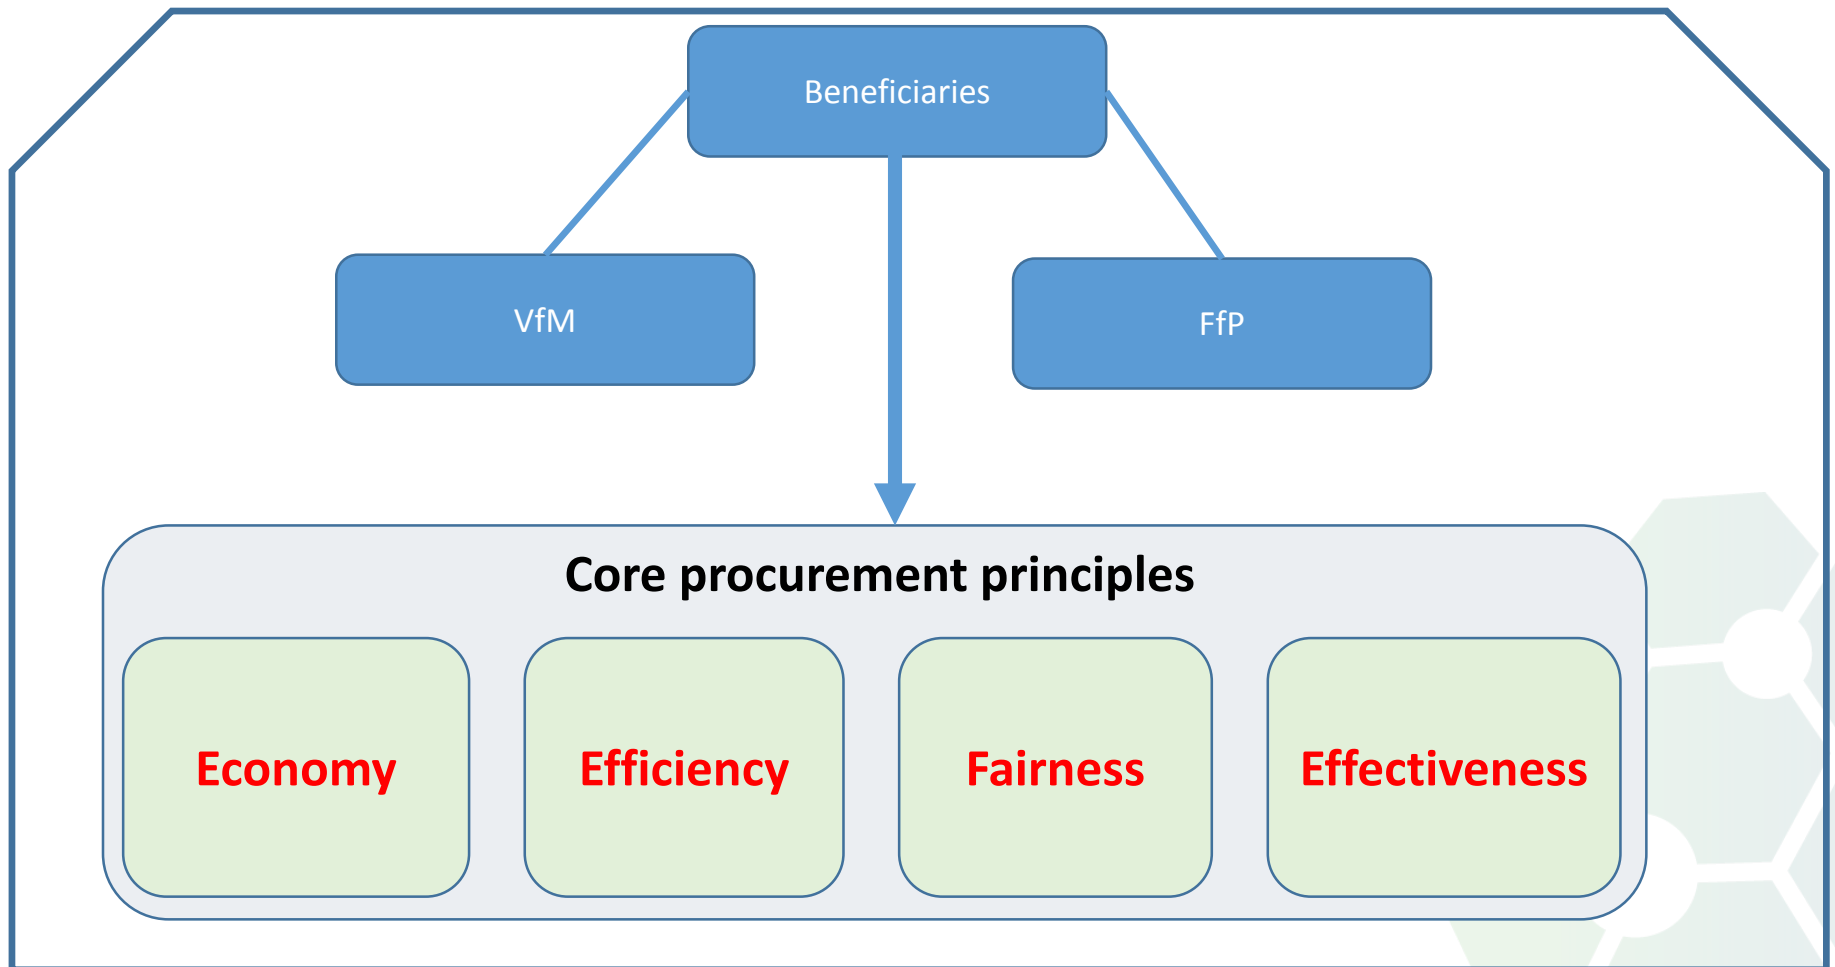 Beneficiaries
VfM
FfP
Core procurement principles
Economy
Efficiency
Fairness
Effectiveness